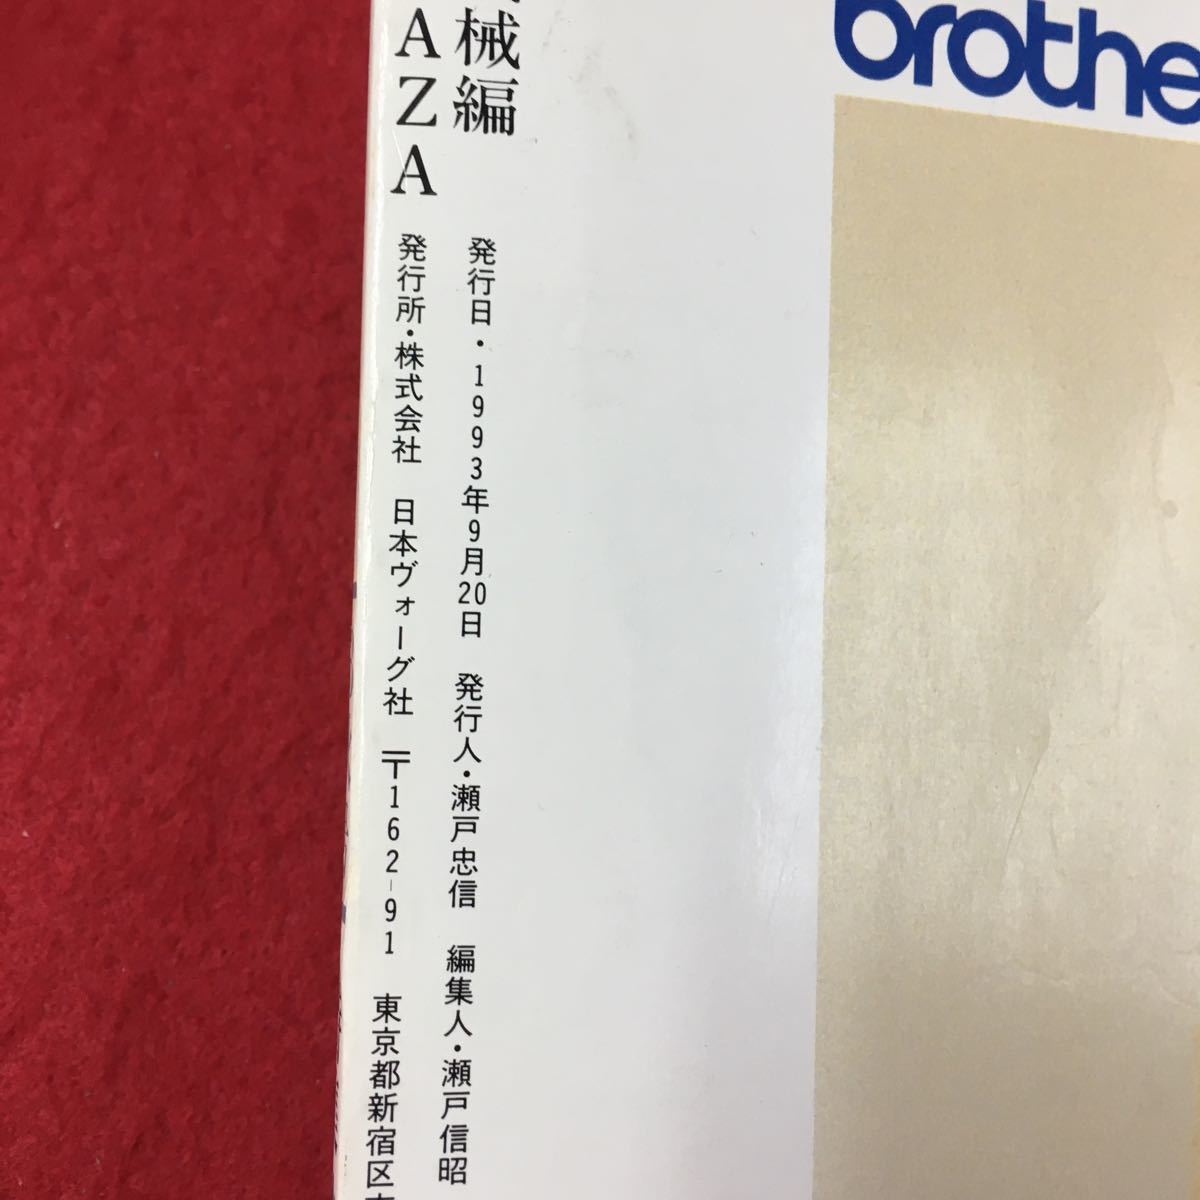 械編
AZA
発行日・1993年9月20日 発行人・瀬戸忠信 編集人・瀬戸信昭
発行所・株式会社 日本ヴォーグ社 〒162-91 東京都新宿区
brothe